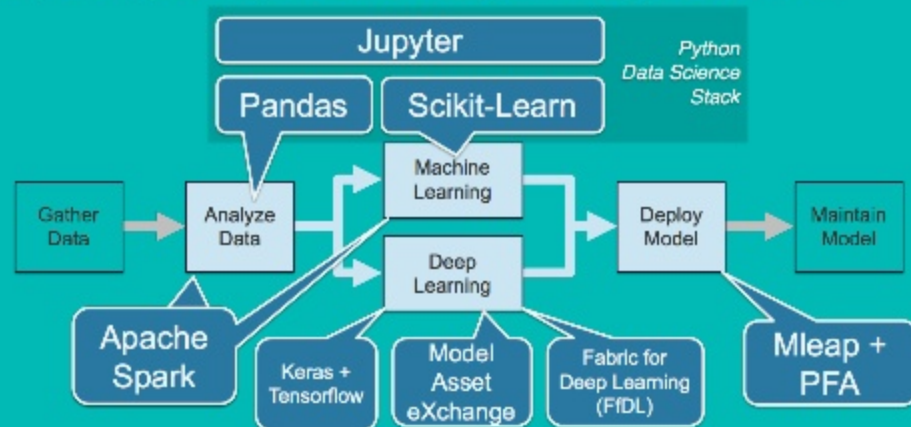 Jupyter
Python
Data Science
Stack
Pandas
Scikit-Learn
Gather
Data
Analyze
Data
Machine
Learning
Deep
Learning
Deploy
Model
Maintain
Model
Apache
Spark
Keras +
Tensorflow
Model
Asset
eXchange
Fabric for
Deep Learning
(FfDL)
Mleap +
PFA